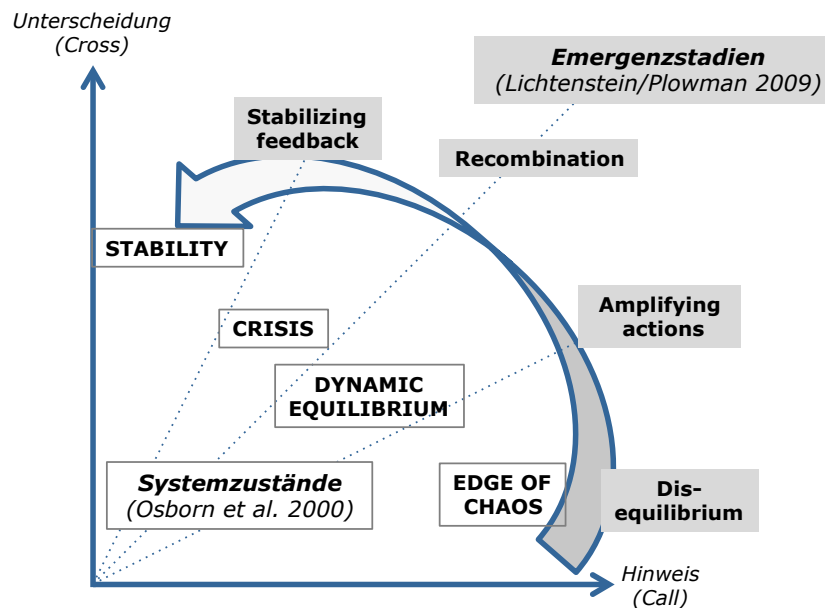 Unterscheidung
(Cross)
Emergenzstadien
(Lichtenstein/Plowman 2009)
Stabilizing
feedback
Recombination
STABILITY
CRISIS
Amplifying
actions
DYNAMIC
EQUILIBRIUM
Systemzustände
(Osborn et al. 2000)
EDGE OF
CHAOS
Dis-
equilibrium
Hinweis
(Call)